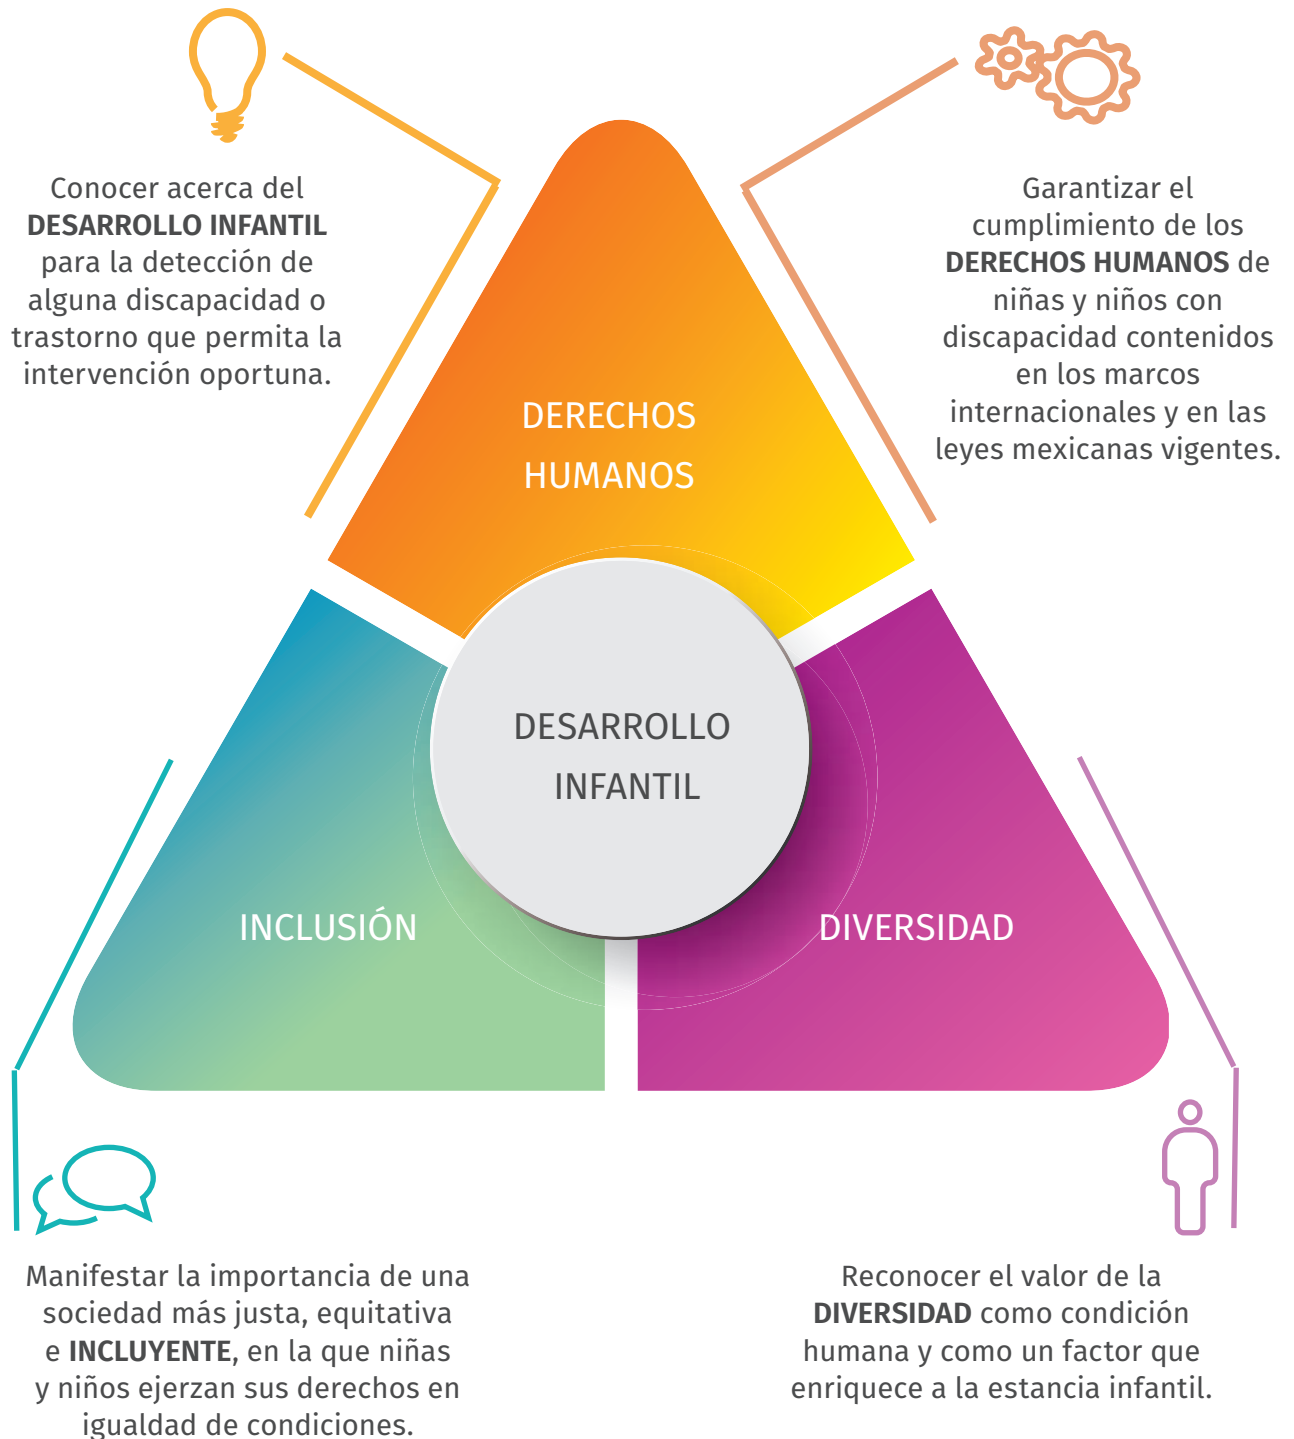 Conocer acerca del
DESARROLLO INFANTIL
para la detección de
alguna discapacidad o
trastorno que permita la
intervención oportuna.
Garantizar el
cumplimiento de los
DERECHOS HUMANOS de
niñas y niños con
discapacidad contenidos
en los marcos
internacionales y en las
leyes mexicanas vigentes.
DERECHOS
HUMANOS
DESARROLLO
INFANTIL
INCLUSIÓN
DIVERSIDAD
Manifestar la importancia de una
sociedad más justa, equitativa
e INCLUYENTE, en la que niñas
y niños ejerzan sus derechos en
igualdad de condiciones.
Reconocer el valor de la
DIVERSIDAD como condición
humana y como un factor que
enriquece a la estancia infantil.